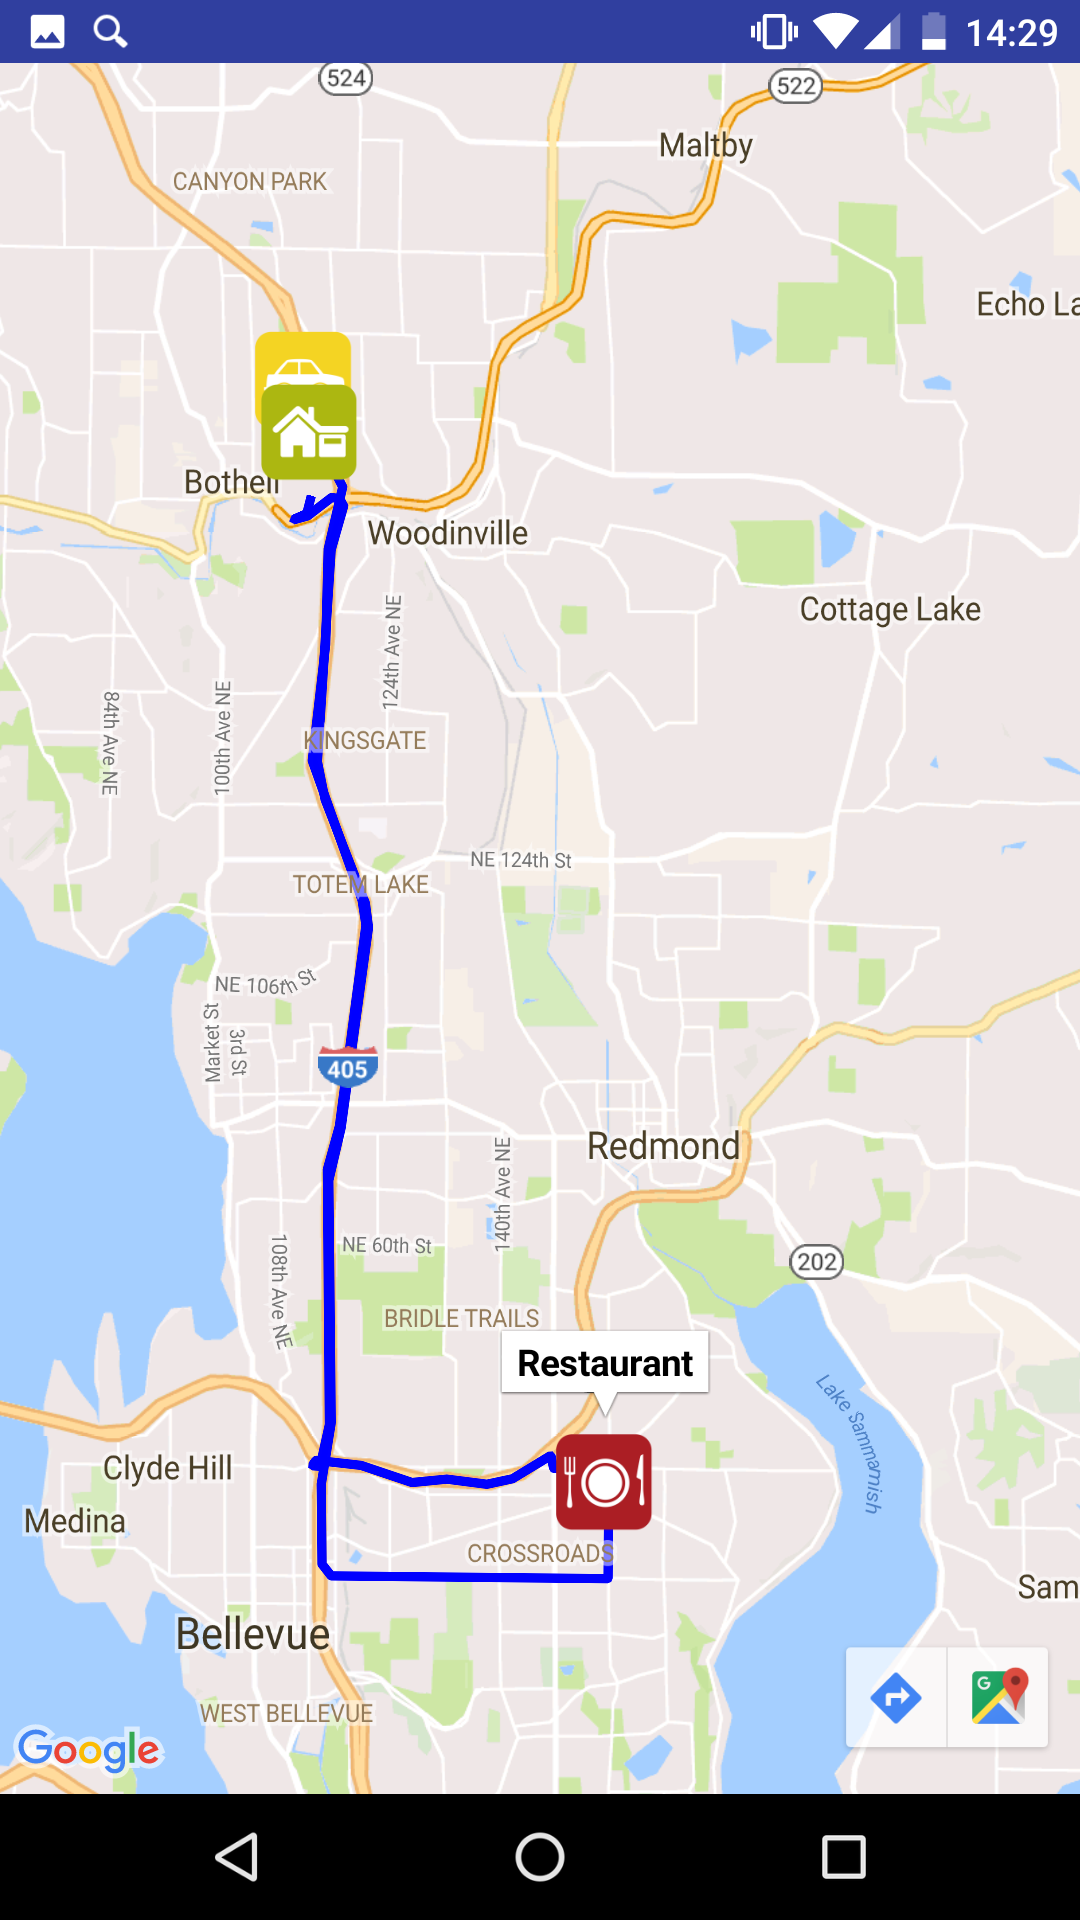 14:29
524
522
Maltby
CANYON PARK
Echo La
Bothell
Woodinville
Cottage Lake
124th Ave NE
84th Ave NE
100th Ave NE
KINGSGATE
NE 124th St
TOTEM LAKE
NE 106th St
Market St
3rd St
405
Redmond
140th Ave NE
108th Ave NE
NE 60th St
202
BRIDLE TRAILS
Restaurant
Lake Sammamish
Clyde Hill
Medina
CROSSROADS
Sam
Bellevue
WEST BELLEVUE
G
Google